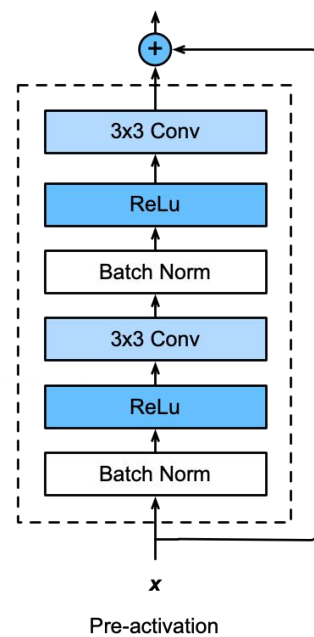 +
3x3 Conv
ReLu
Batch Norm
3x3 Conv
ReLu
Batch Norm
x
Pre-activation